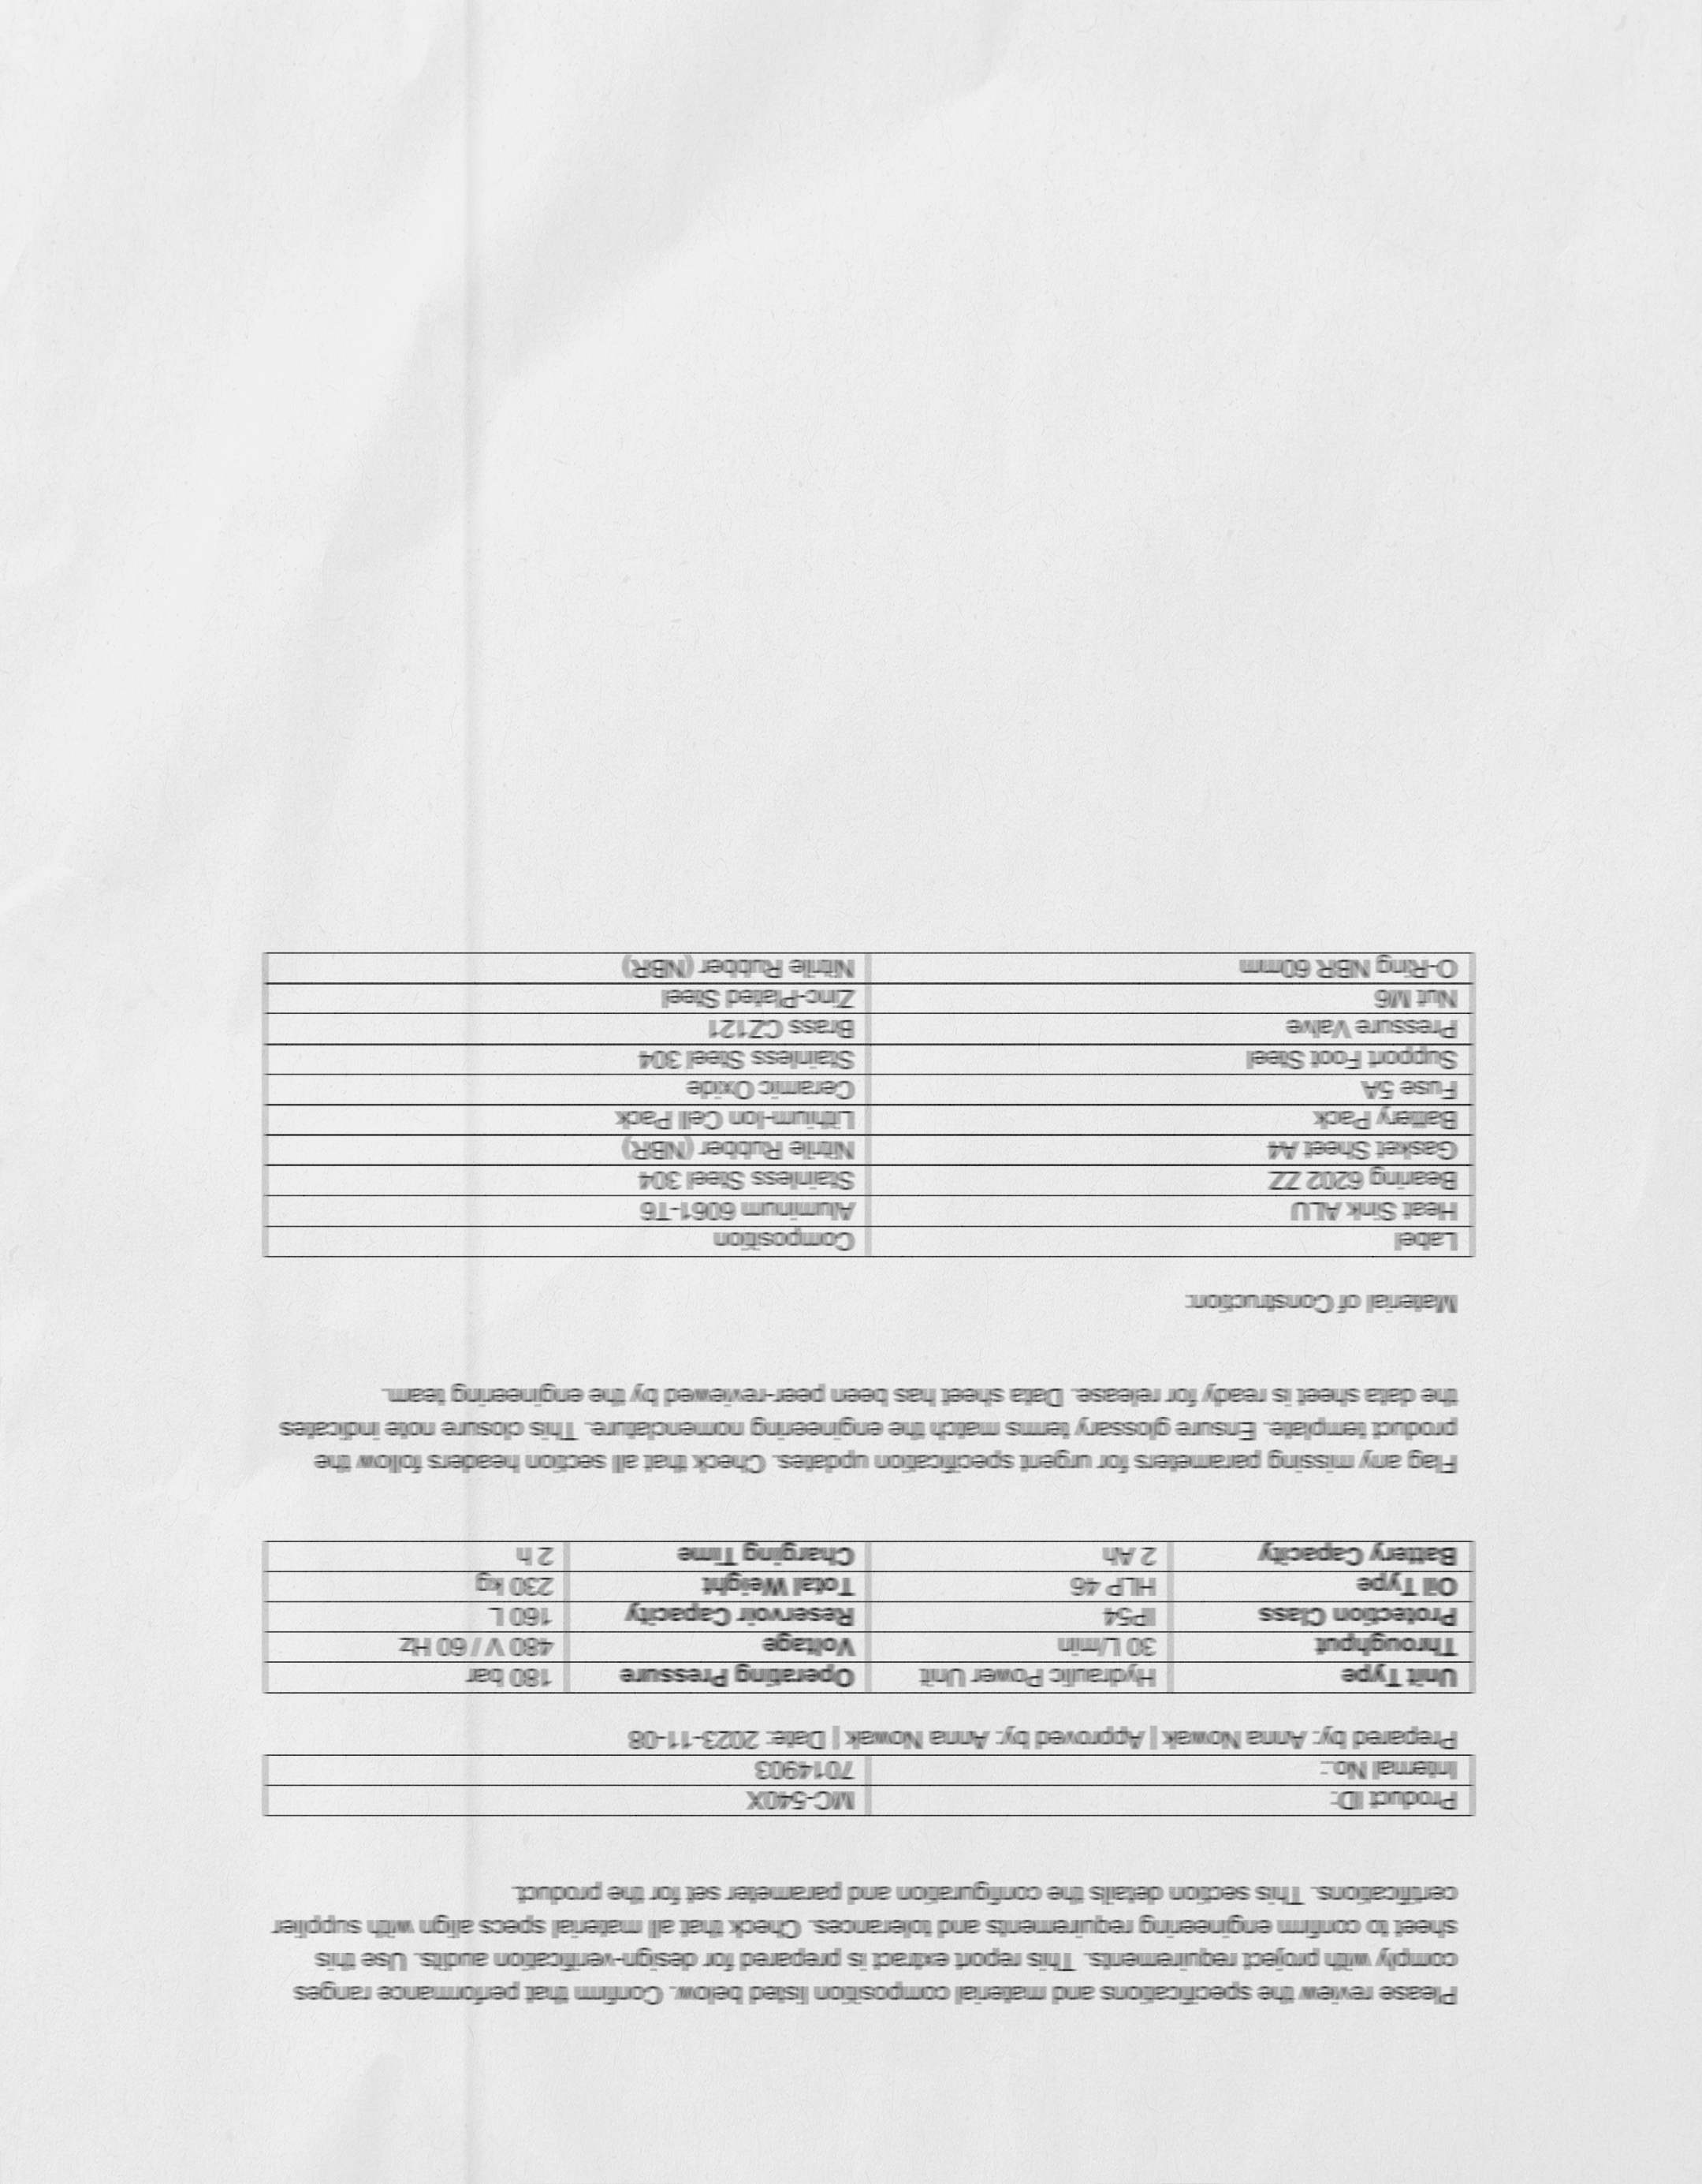 Please review the specifications and material composition listed below. Confirm that performance ranges
comply with project requirements. This report extract is prepared for design-verification audits. Use this
sheet to confirm engineering requirements and tolerances. Check that all material specs align with supplier
certifications. This section details the configuration and parameter set for the product.
Product ID: MC-540X
Internal No.: 7014903
Prepared by: Anna Nowak | Approved by: Anna Nowak | Date: 2023-11-08
Unit Type Hydraulic Power Unit Operating Pressure 180 bar
Throughput 30 L/min Voltage 480 V / 60 Hz
Protection Class IP54 Reservoir Capacity 160 L
Oil Type HLP 46 Total Weight 230 kg
Battery Capacity 2 Ah Charging Time 2 h
Flag any missing parameters for urgent specification updates. Check that all section headers follow the
product template. Ensure glossary terms match the engineering nomenclature. This closure note indicates
the data sheet is ready for release. Data sheet has been peer-reviewed by the engineering team.
Material of Construction:
Label Composition
Heat Sink ALU Aluminum 6061-T6
Bearing 6202 ZZ Stainless Steel 304
Gasket Sheet A4 Nitrile Rubber (NBR)
Battery Pack Lithium-Ion Cell Pack
Fuse 5A Ceramic Oxide
Support Foot Steel Stainless Steel 304
Pressure Valve Brass CZ121
Nut M6 Zinc-Plated Steel
O-Ring NBR 60mm Nitrile Rubber (NBR)